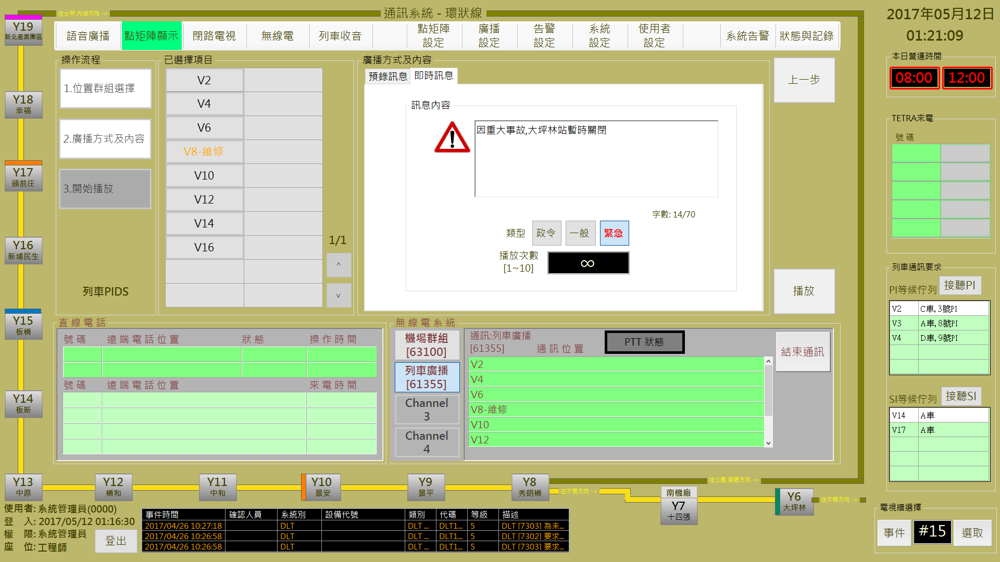 往士林,內湖方向 ->
通訊系統 - 環狀線
2017年05月12日
01:21:09
語音廣播
點矩陣顯示
閉路電視
無線電
列車收音
點矩陣
設定
廣播
設定
告警
設定
系統
設定
使用者
設定
系統告警
狀態與記錄
Y19
新北產業園區
Y18
幸福
Y17
頭前庄
Y16
新埔民生
Y15
板橋
Y14
板新
操作流程
1.位置群組選擇
2.廣播方式及內容
3.開始播放
列車PIDS
已選擇項目
V2
V4
V6
V8-維修
V10
V12
V14
V16
1/1
^
v
廣播方式及內容
預錄訊息
即時訊息
訊息內容
因重大事故,大坪林站暫時關閉
字數: 14/70
類型
政令
一般
緊急
播放次數
[1~10]
∞
上一步
播放
本日營運時間
08:00
12:00
TETRA來電
號 碼
列車通訊要求
PI等候佇列
接聽PI
V2 C車, 3號PI
V3 A車, 8號PI
V4 D車, 9號PI
SI等候佇列
接聽SI
V14 A車
V17 A車
直 線 電 話
號 碼 遠 端 電 話 位 置 狀 態 操 作 時 間
號 碼 遠 端 電 話 位 置 來 電 時 間
無 線 電 系 統
機場群組
[63100]
列車廣播
[61355]
Channel
3
Channel
4
通訊:列車廣播
[61355]
通 訊 位 置
PTT 狀態
結束通訊
V2
V4
V6
V8-維修
V10
V12
Y13
中原
Y12
橋和
Y11
中和
Y10
景安
Y9
景平
Y8
秀朗橋
往公館,信義方向 ->
往木柵方向 ->
南機廠
Y7
十四張
Y6
大坪林
往木柵方向 ->
使用者: 系統管理員(0000)
登 入: 2017/05/12 01:16:30
權 限: 系統管理員
座 位: 工程師
登出
事件時間 確認人員 系統別 設備代號 類別 代碼 等級 描述
2017/04/26 10:27:18 DLT DLT ... DLT1... 5 DLT [7303] 為未...
2017/04/26 10:26:58 DLT DLT ... DLT1... 5 DLT [7302] 要求...
2017/04/26 10:26:58 DLT DLT ... DLT1... 5 DLT [7303] 要求...
電視牆選擇
事件
#15
選取